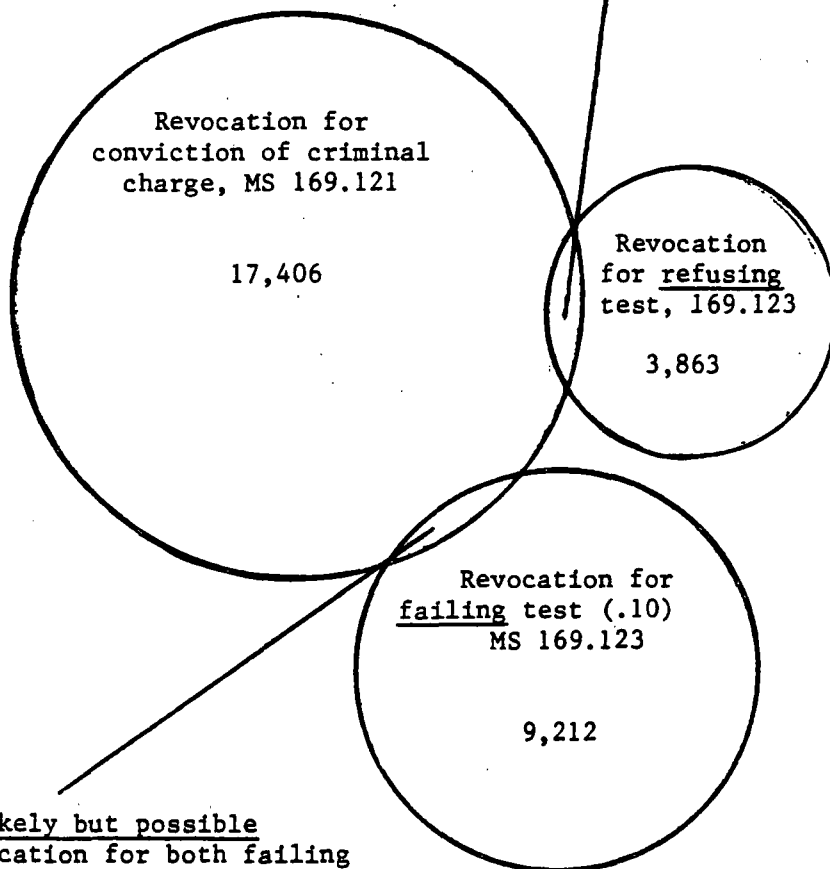 Revocation for
conviction of criminal
charge, MS 169.121
17,406
Revocation
for refusing
test, 169.123
3,863
Revocation for
failing test (.10)
MS 169.123
9,212
kely but possible
cation for both failing